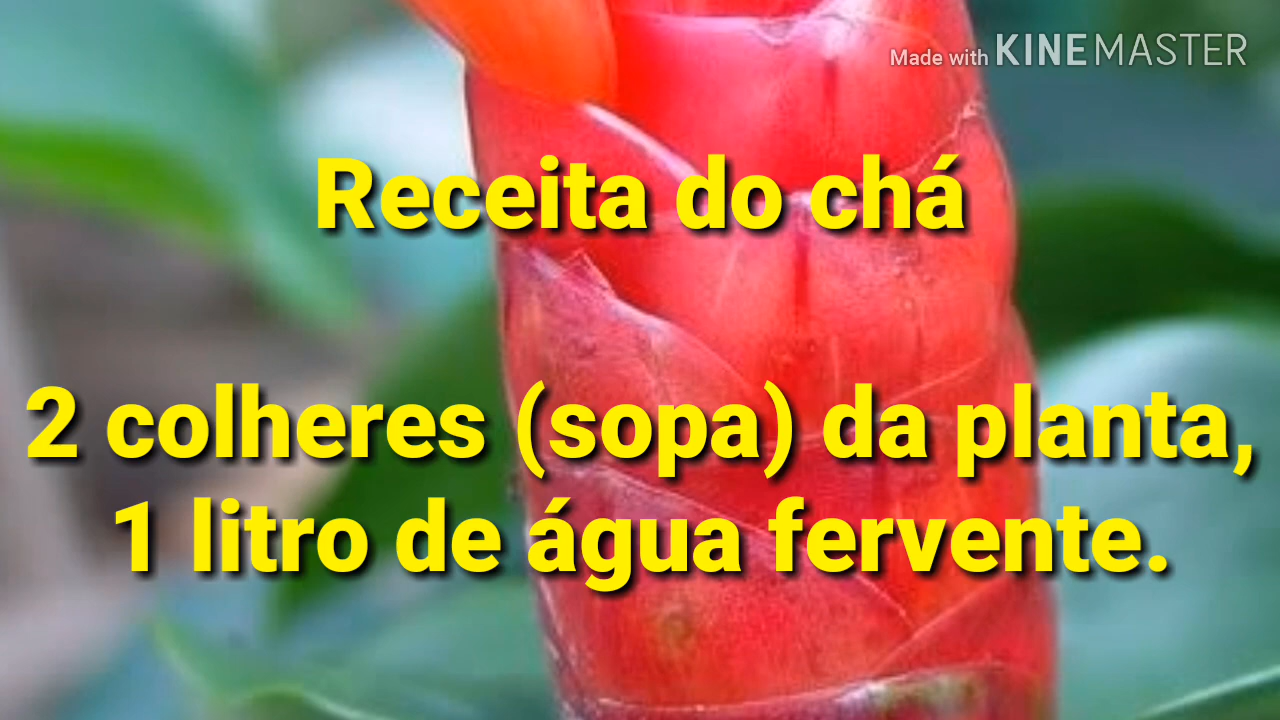 Made with KINEMASTER
Receita do chá
2 colheres (sopa) da planta,
1 litro de água fervente.